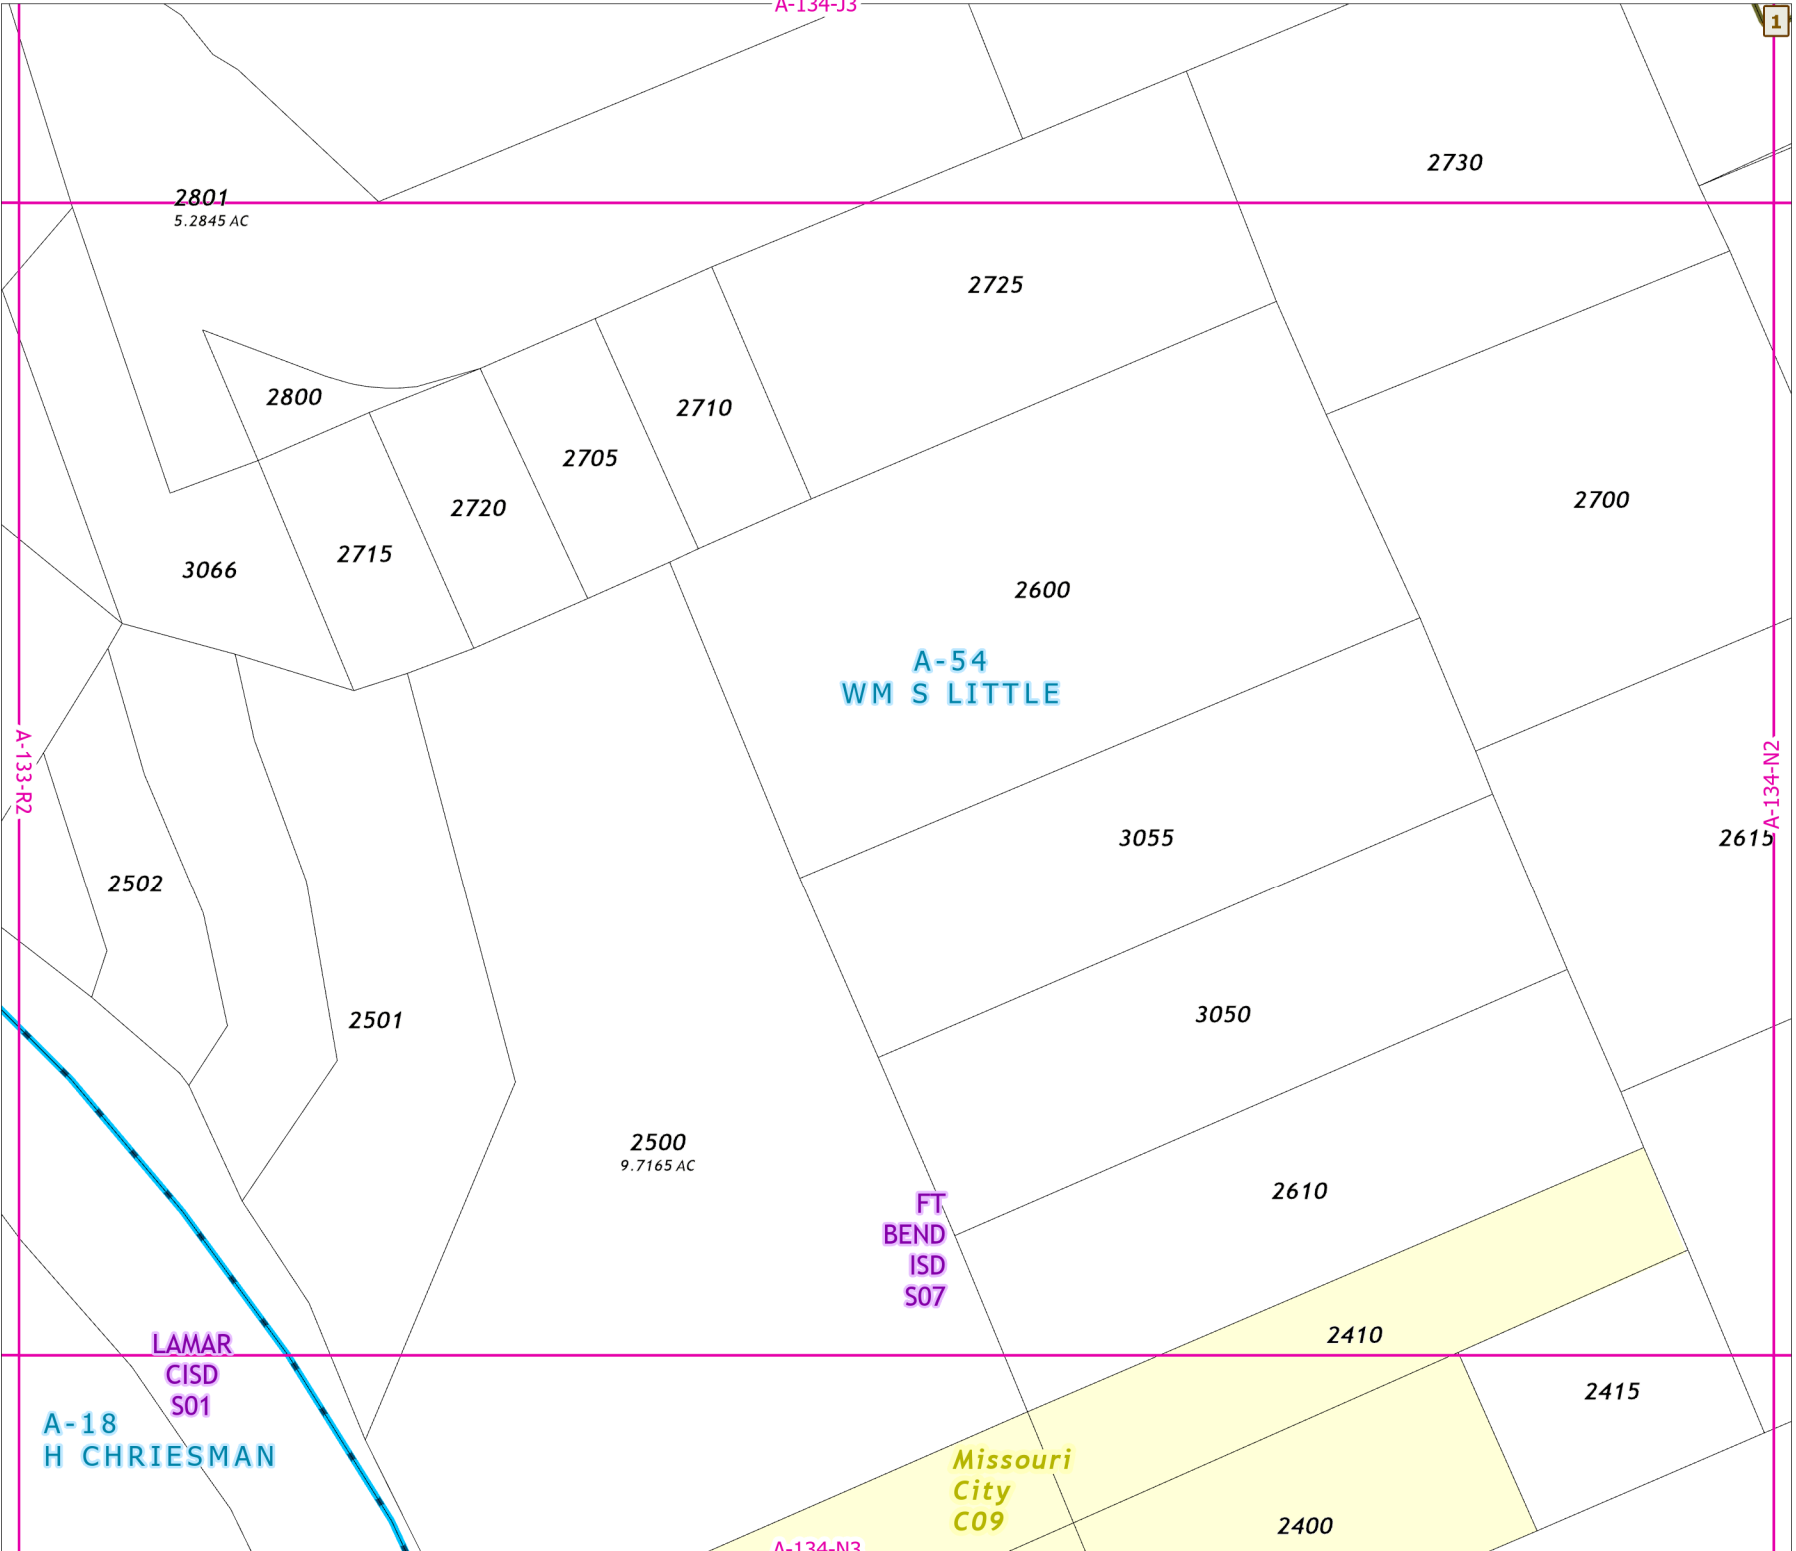 A-134-J3
1
2730
2801
5.2845 AC
2725
2800
2710
2705
2700
2720
2715
3066
2600
A-54
WM S LITTLE
A-133-R2
A-134-N2
3055
2615
2502
3050
2501
2500
9.7165 AC
2610
FT
BEND
ISD
S07
2410
LAMAR
CISD
S01
2415
A-18
H CHRIESMAN
Missouri
City
C09
2400
A-134-N3